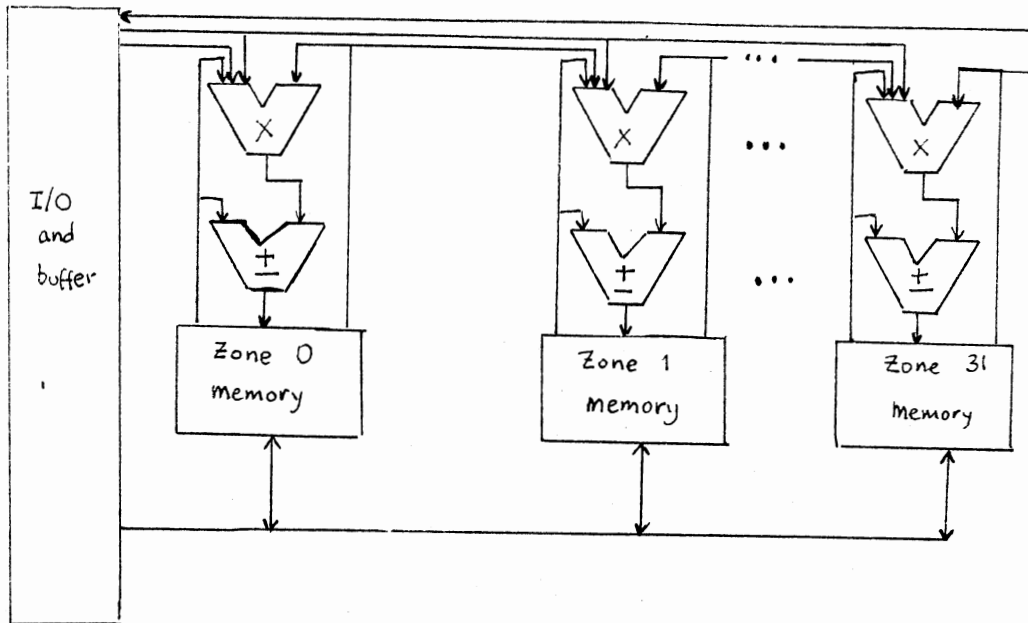 I/O
and
buffer
X
+
−
Zone 0
memory
X
+
−
Zone 1
memory
...
...
...
X
+
−
Zone 31
memory